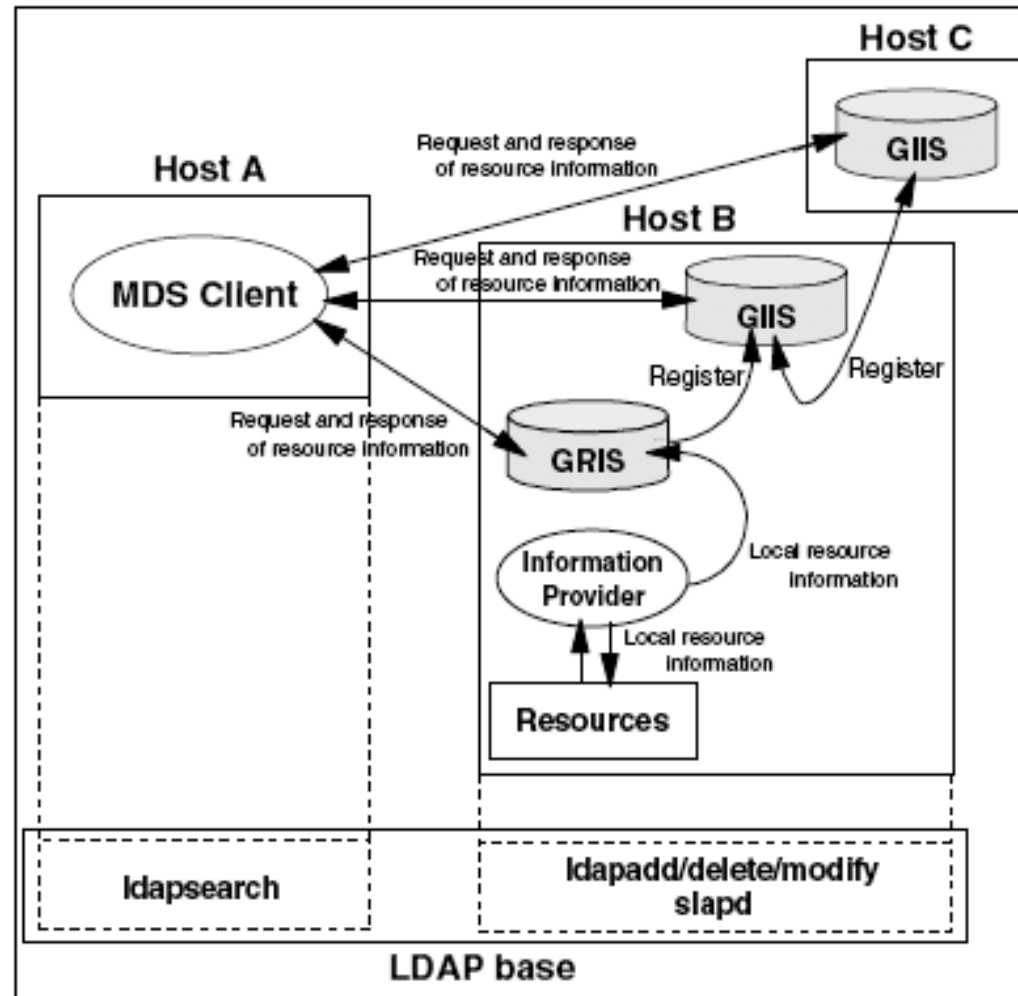 Host C
GIIS
Request and response
of resource information
Host A
MDS Client
Host B
Request and response
of resource information
GIIS
Register
Register
Request and response
of resource information
GRIS
Information
Provider
Local resource
information
Local resource
information
Resources
ldapsearch
ldapadd/delete/modify
slapd
LDAP base